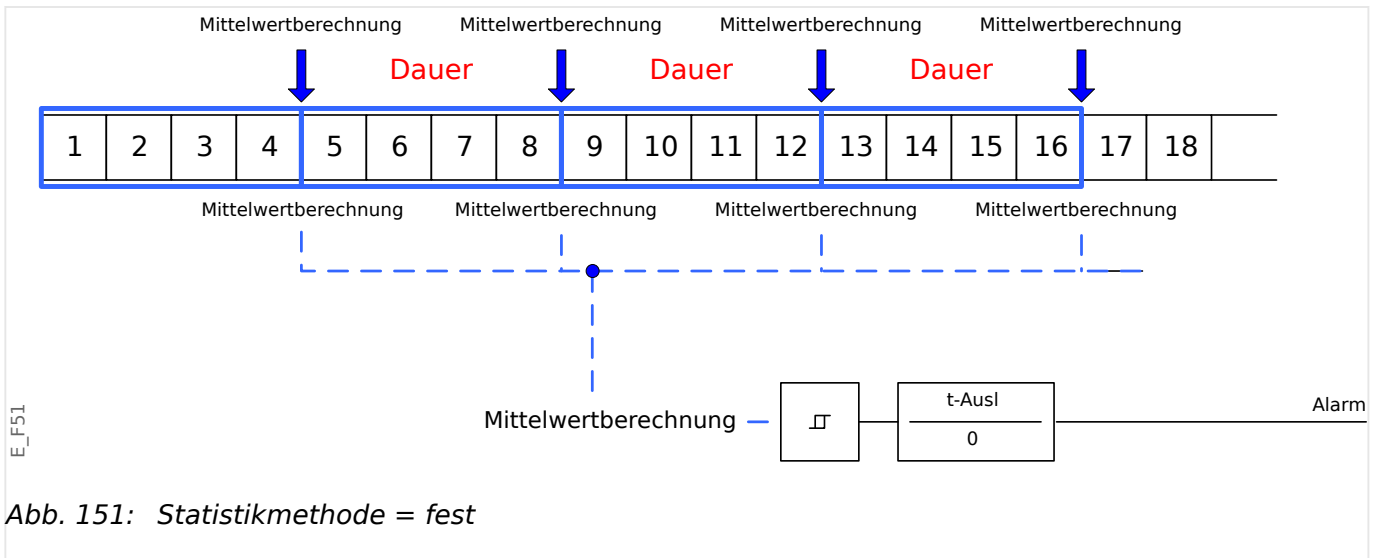 Mittelwertberechnung Mittelwertberechnung Mittelwertberechnung Mittelwertberechnung
Dauer Dauer Dauer
1 2 3 4 5 6 7 8 9 10 11 12 13 14 15 16 17 18
Mittelwertberechnung Mittelwertberechnung Mittelwertberechnung Mittelwertberechnung
t-Ausl
Alarm
Mittelwertberechnung
0
E_F51
Abb. 151: Statistikmethode = fest